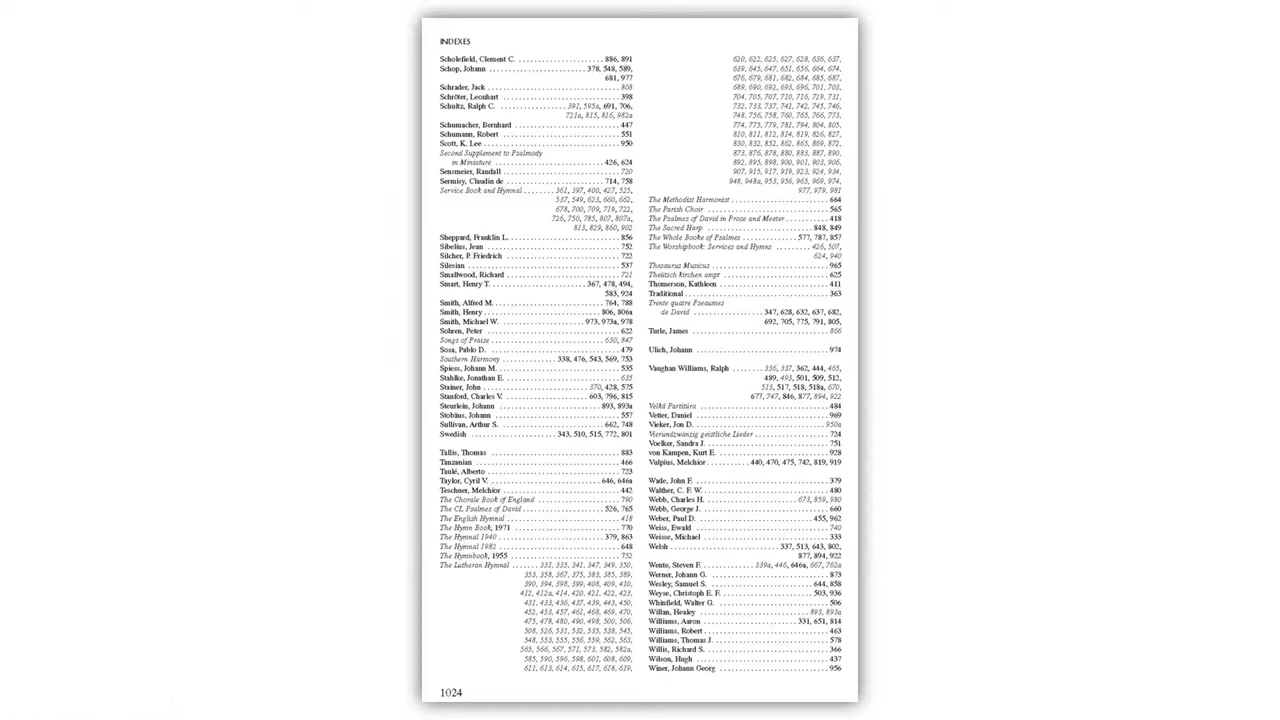 INDEXES
Scholefield, Clement C. . . . . . . . . . . . . . . . . . . . . . . 886, 891
Schop, Johann . . . . . . . . . . . . . . . . . . . . . . . . . . 378, 548, 589,
681, 977
Schrader, Jack . . . . . . . . . . . . . . . . . . . . . . . . . . . . . . . . . . 808
Schröter, Leonhart . . . . . . . . . . . . . . . . . . . . . . . . . . . . . . 398
Schultz, Ralph C. . . . . . . . . . . . . . . . . . 391, 595a, 691, 706,
721a, 815, 816, 982a
Schumacher, Bernhard . . . . . . . . . . . . . . . . . . . . . . . . . . 447
Schumann, Robert . . . . . . . . . . . . . . . . . . . . . . . . . . . . . . 551
Scott, K. Lee . . . . . . . . . . . . . . . . . . . . . . . . . . . . . . . . . . . 950
Second Supplement to Psalmody
in Miniature . . . . . . . . . . . . . . . . . . . . . . . . . . . . 426, 624
Sensmeier, Randall . . . . . . . . . . . . . . . . . . . . . . . . . . . . . 720
Sermisy, Claudin de . . . . . . . . . . . . . . . . . . . . . . . . 714, 758
Service Book and Hymnal . . . . . . . . 361, 397, 400, 427, 525,
537, 549, 623, 660, 662,
678, 700, 709, 719, 722,
726, 750, 785, 807, 807a,
813, 829, 860, 902
Sheppard, Franklin L. . . . . . . . . . . . . . . . . . . . . . . . . . . . 856
Sibelius, Jean . . . . . . . . . . . . . . . . . . . . . . . . . . . . . . . . . . 752
Silcher, P. Friedrich . . . . . . . . . . . . . . . . . . . . . . . . . . . . . 722
Silesian . . . . . . . . . . . . . . . . . . . . . . . . . . . . . . . . . . . . . . . 537
Smallwood, Richard . . . . . . . . . . . . . . . . . . . . . . . . . . . . 721
Smart, Henry T. . . . . . . . . . . . . . . . . . . . . . . . 367, 478, 494,
583, 924
Smith, Alfred M. . . . . . . . . . . . . . . . . . . . . . . . . . . 764, 788
Smith, Henry . . . . . . . . . . . . . . . . . . . . . . . . . . . . 806, 806a
Smith, Michael W. . . . . . . . . . . . . . . . . . . . . 973, 973a, 978
Sohren, Peter . . . . . . . . . . . . . . . . . . . . . . . . . . . . . . . . . . 622
Songs of Praise . . . . . . . . . . . . . . . . . . . . . . . . . . . . 630, 847
Sosa, Pablo D. . . . . . . . . . . . . . . . . . . . . . . . . . . . . . . . . . 479
Southern Harmony . . . . . . . . . . . . . . 338, 476, 543, 569, 753
Spiess, Johann M. . . . . . . . . . . . . . . . . . . . . . . . . . . . . . . 535
Stahlke, Jonathan E. . . . . . . . . . . . . . . . . . . . . . . . . . . . . 635
Stainer, John . . . . . . . . . . . . . . . . . . . . . . . . . . 370, 428, 575
Stanford, Charles V. . . . . . . . . . . . . . . . . . . . . 603, 796, 815
Steurlein, Johann . . . . . . . . . . . . . . . . . . . . . . . . 893, 893a
Stobäus, Johann . . . . . . . . . . . . . . . . . . . . . . . . . . . . . . . . 557
Sullivan, Arthur S. . . . . . . . . . . . . . . . . . . . . . . . . . 662, 748
Swedish . . . . . . . . . . . . . . . . . . . . . . 343, 510, 515, 772, 801
Tallis, Thomas . . . . . . . . . . . . . . . . . . . . . . . . . . . . . . . . . 883
Tanzanian . . . . . . . . . . . . . . . . . . . . . . . . . . . . . . . . . . . . . 466
Taulé, Alberto . . . . . . . . . . . . . . . . . . . . . . . . . . . . . . . . . 723
Taylor, Cyril V. . . . . . . . . . . . . . . . . . . . . . . . . . . 646, 646a
Teschner, Melchior . . . . . . . . . . . . . . . . . . . . . . . . . . . . . 442
The Chorale Book of England . . . . . . . . . . . . . . . . . . . . . 790
The CL Psalmes of David . . . . . . . . . . . . . . . . . . . . 526, 765
The English Hymnal . . . . . . . . . . . . . . . . . . . . . . . . . . . . 418
The Hymn Book, 1971 . . . . . . . . . . . . . . . . . . . . . . . . . . 770
The Hymnal 1940 . . . . . . . . . . . . . . . . . . . . . . . . . . 379, 863
The Hymnal 1982 . . . . . . . . . . . . . . . . . . . . . . . . . . . . . . 648
The Hymnbook, 1955 . . . . . . . . . . . . . . . . . . . . . . . . . . . 752
The Lutheran Hymnal . . . . . . . 331, 335, 341, 347, 349, 350,
353, 358, 367, 375, 383, 385, 389,
390, 394, 398, 399, 408, 409, 410,
412, 412a, 414, 420, 421, 422, 423,
431, 433, 436, 437, 439, 443, 450,
452, 453, 457, 461, 468, 469, 470,
475, 478, 480, 490, 498, 500, 506,
508, 526, 531, 532, 535, 538, 545,
548, 553, 555, 556, 559, 562, 563,
565, 566, 567, 571, 573, 582, 582a,
585, 590, 596, 598, 601, 608, 609,
611, 613, 614, 615, 617, 618, 619,
620, 622, 625, 627, 628, 636, 637,
639, 645, 647, 651, 656, 664, 674,
676, 679, 681, 682, 684, 685, 687,
689, 690, 692, 693, 696, 701, 703,
704, 705, 707, 710, 716, 729, 731,
732, 733, 737, 741, 742, 745, 746,
748, 756, 758, 760, 765, 766, 773,
774, 775, 779, 781, 794, 804, 805,
810, 811, 812, 814, 819, 826, 827,
830, 832, 852, 862, 865, 869, 872,
873, 876, 878, 880, 883, 887, 890,
892, 895, 898, 900, 901, 903, 906,
907, 915, 917, 919, 923, 924, 934,
948, 948a, 953, 956, 965, 969, 974,
977, 979, 981
The Methodist Harmonist . . . . . . . . . . . . . . . . . . . . . . . . 664
The Parish Choir . . . . . . . . . . . . . . . . . . . . . . . . . . . . . . . 565
The Psalmes of David in Prose and Meeter . . . . . . . . . . . 418
The Sacred Harp . . . . . . . . . . . . . . . . . . . . . . . . . . . 848, 849
The Whole Booke of Psalmes . . . . . . . . . . . . . . 577, 787, 857
The Worshipbook: Services and Hymns . . . . . . . . . 426, 507,
624, 940
Thesaurus Musicus . . . . . . . . . . . . . . . . . . . . . . . . . . . . . 965
Theütsch kirchen ampt . . . . . . . . . . . . . . . . . . . . . . . . . . 625
Thomerson, Kathleen . . . . . . . . . . . . . . . . . . . . . . . . . . . 411
Traditional . . . . . . . . . . . . . . . . . . . . . . . . . . . . . . . . . . . . 363
Trente quatre Pseaumes
de David . . . . . . . . . . . . . . . . . . . 347, 628, 632, 637, 682,
692, 705, 775, 791, 805,
Turle, James . . . . . . . . . . . . . . . . . . . . . . . . . . . . . . . . . . . 866
Ulich, Johann . . . . . . . . . . . . . . . . . . . . . . . . . . . . . . . . . . 974
Vaughan Williams, Ralph . . . . . . . . 336, 337, 362, 444, 465,
489, 493, 501, 509, 512,
513, 517, 518, 518a, 670,
677, 747, 846, 877, 894, 922
Velká Partitúra . . . . . . . . . . . . . . . . . . . . . . . . . . . . . . . . 484
Vetter, Daniel . . . . . . . . . . . . . . . . . . . . . . . . . . . . . . . . . . 969
Vieker, Jon D. . . . . . . . . . . . . . . . . . . . . . . . . . . . . . . . . 950a
Vierundzwanzig geistliche Lieder . . . . . . . . . . . . . . . . . . 724
Voelker, Sandra J. . . . . . . . . . . . . . . . . . . . . . . . . . . . . . . 751
von Kampen, Kurt E. . . . . . . . . . . . . . . . . . . . . . . . . . . . 928
Vulpius, Melchior . . . . . . . . . . . 440, 470, 475, 742, 819, 919
Wade, John F. . . . . . . . . . . . . . . . . . . . . . . . . . . . . . . . . . . 379
Walther, C. F. W. . . . . . . . . . . . . . . . . . . . . . . . . . . . . . . . 480
Webb, Charles H. . . . . . . . . . . . . . . . . . . . . . . 673, 859, 980
Webb, George J. . . . . . . . . . . . . . . . . . . . . . . . . . . . . . . . 660
Weber, Paul D. . . . . . . . . . . . . . . . . . . . . . . . . . . . . 455, 962
Weiss, Ewald . . . . . . . . . . . . . . . . . . . . . . . . . . . . . . . . . . 740
Weisse, Michael . . . . . . . . . . . . . . . . . . . . . . . . . . . . . . . . 333
Welsh . . . . . . . . . . . . . . . . . . . . . . . . . . . . 337, 513, 643, 802,
877, 894, 922
Wente, Steven F. . . . . . . . . . . . . . 339a, 446, 646a, 667, 762a
Werner, Johann G. . . . . . . . . . . . . . . . . . . . . . . . . . . . . . 873
Wesley, Samuel S. . . . . . . . . . . . . . . . . . . . . . . . . . 644, 858
Weyse, Christoph E. F. . . . . . . . . . . . . . . . . . . . . . . 503, 936
Whinfield, Walter G. . . . . . . . . . . . . . . . . . . . . . . . . . . . 506
Willan, Healey . . . . . . . . . . . . . . . . . . . . . . . . . . . 893, 893a
Williams, Aaron . . . . . . . . . . . . . . . . . . . . . . . . 331, 651, 814
Williams, Robert . . . . . . . . . . . . . . . . . . . . . . . . . . . . . . . 463
Williams, Thomas J. . . . . . . . . . . . . . . . . . . . . . . . . . . . . 578
Willis, Richard S. . . . . . . . . . . . . . . . . . . . . . . . . . . . . . . 366
Wilson, Hugh . . . . . . . . . . . . . . . . . . . . . . . . . . . . . . . . . . 437
Winer, Johann Georg . . . . . . . . . . . . . . . . . . . . . . . . . . . 956
1024